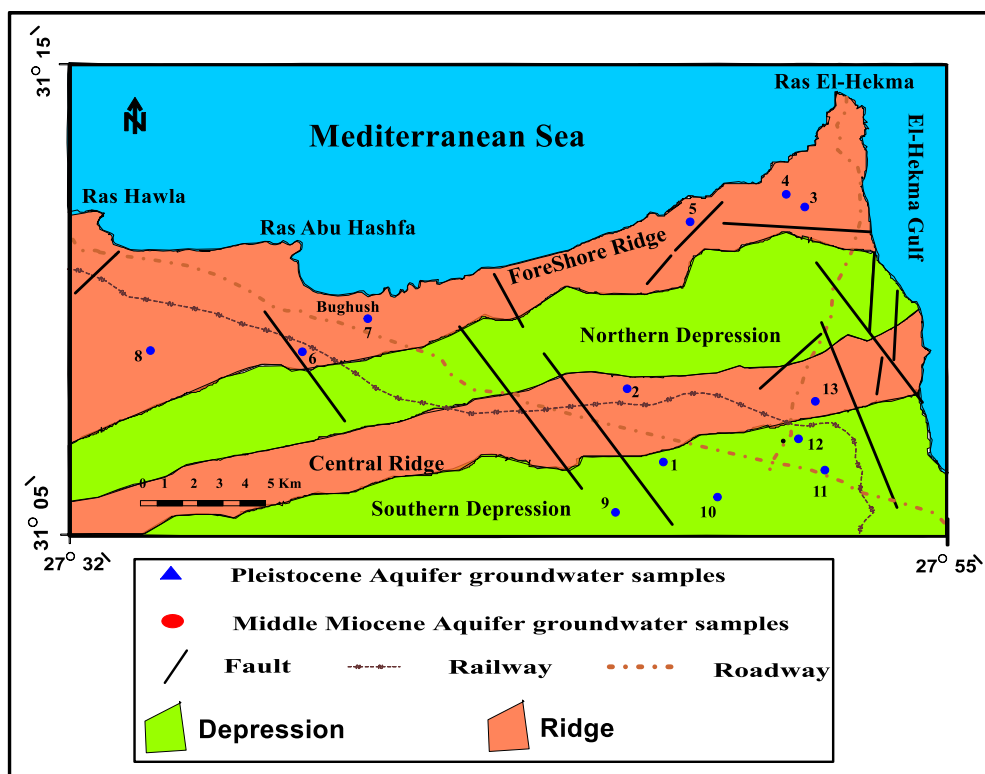 31° 15'
Ras El-Hekma
N
Mediterranean Sea
El-Hekma Gulf
4
3
Ras Hawla
5
Ras Abu Hashfa
ForeShore Ridge
Bughush
7
Northern Depression
8
6
2
13
12
Central Ridge
1
11
0 1 2 3 4 5 Km
10
9
Southern Depression
31° 05'
27° 32'
27° 55'
Pleistocene Aquifer groundwater samples
Middle Miocene Aquifer groundwater samples
Fault
Railway
Roadway
Depression
Ridge